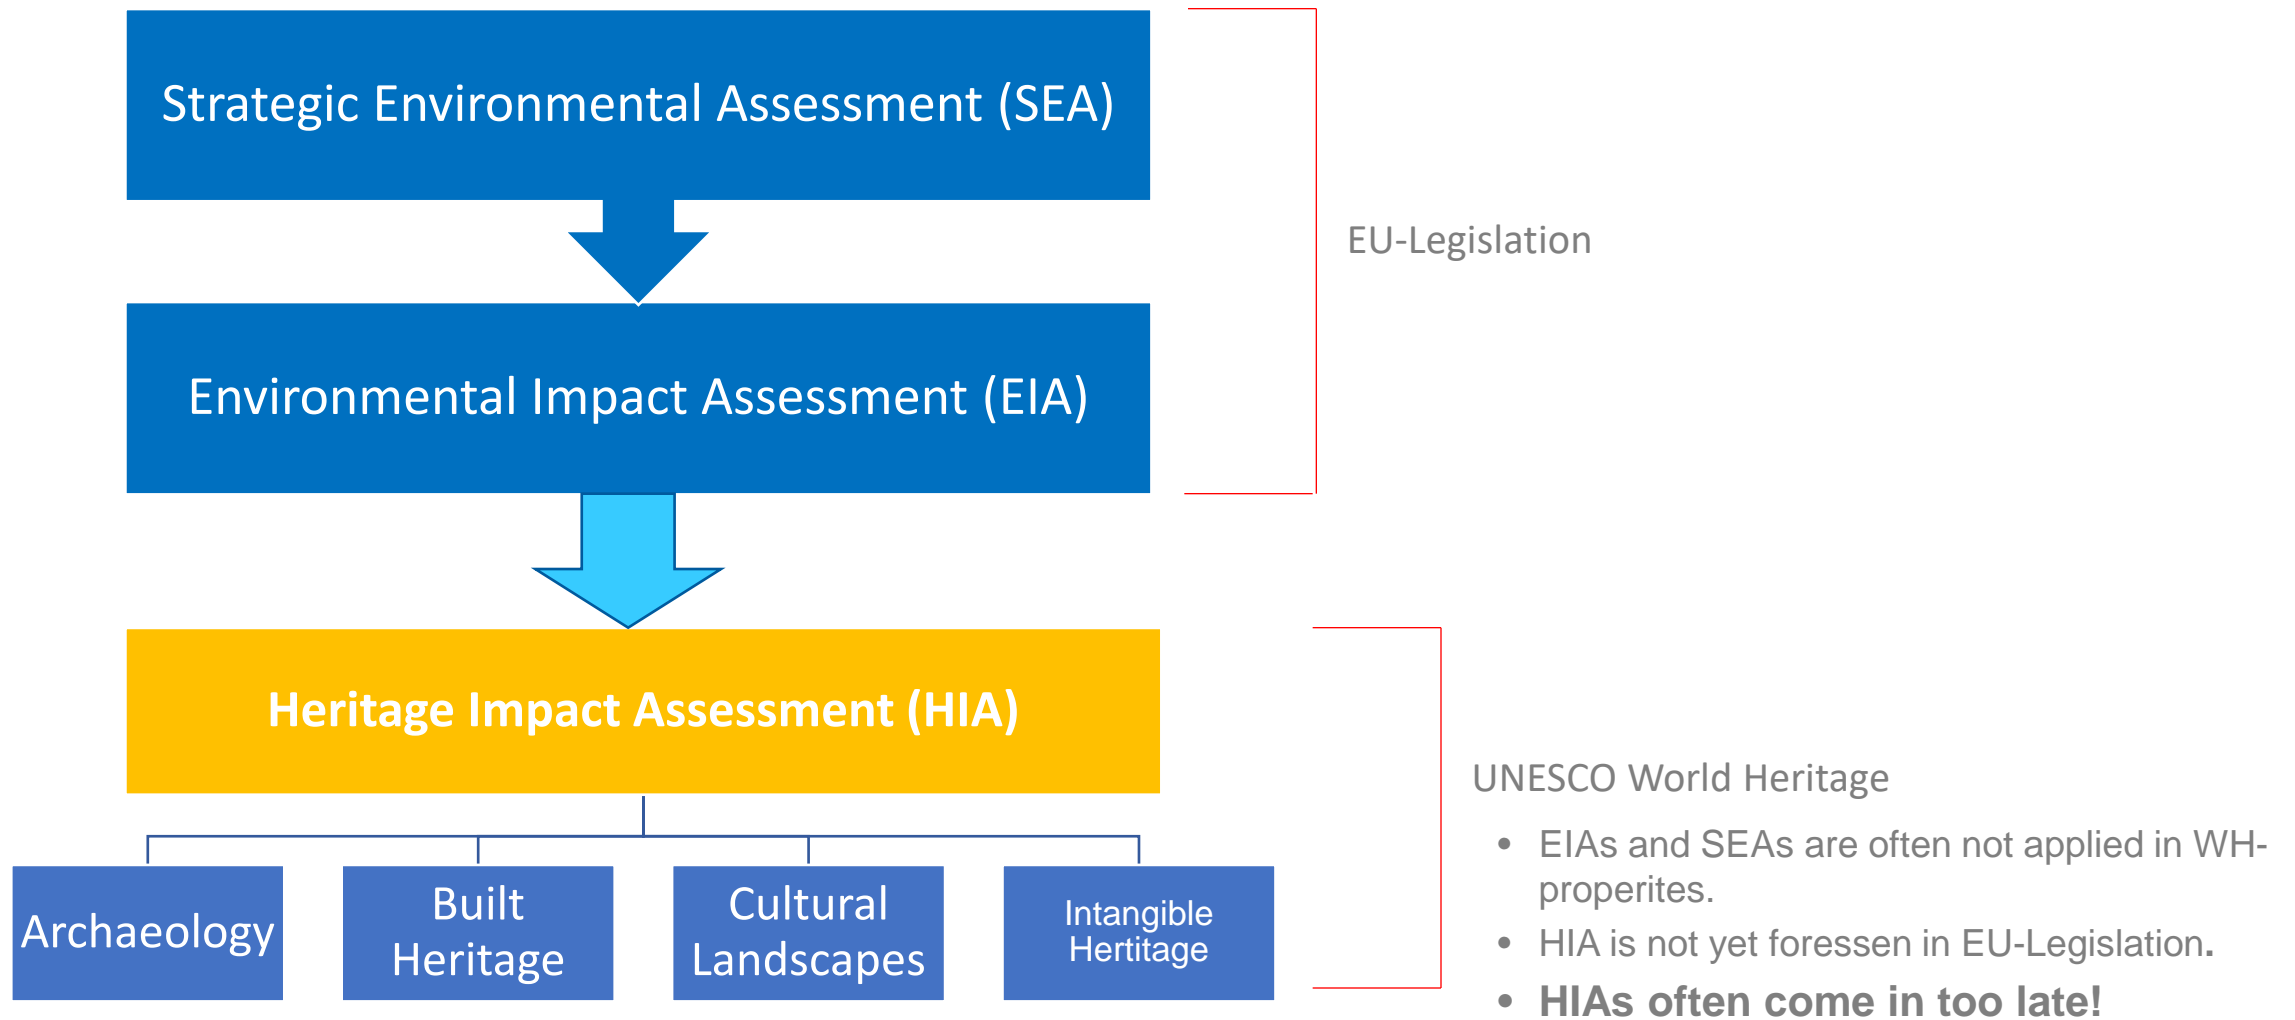 Strategic Environmental Assessment (SEA)
EU-Legislation
Environmental Impact Assessment (EIA)
Heritage Impact Assessment (HIA)
Archaeology
Built
Heritage
Cultural
Landscapes
Intangible
Hertitage
UNESCO World Heritage
• EIAs and SEAs are often not applied in WH-
properites.
• HIA is not yet foressen in EU-Legislation.
• HIAs often come in too late!